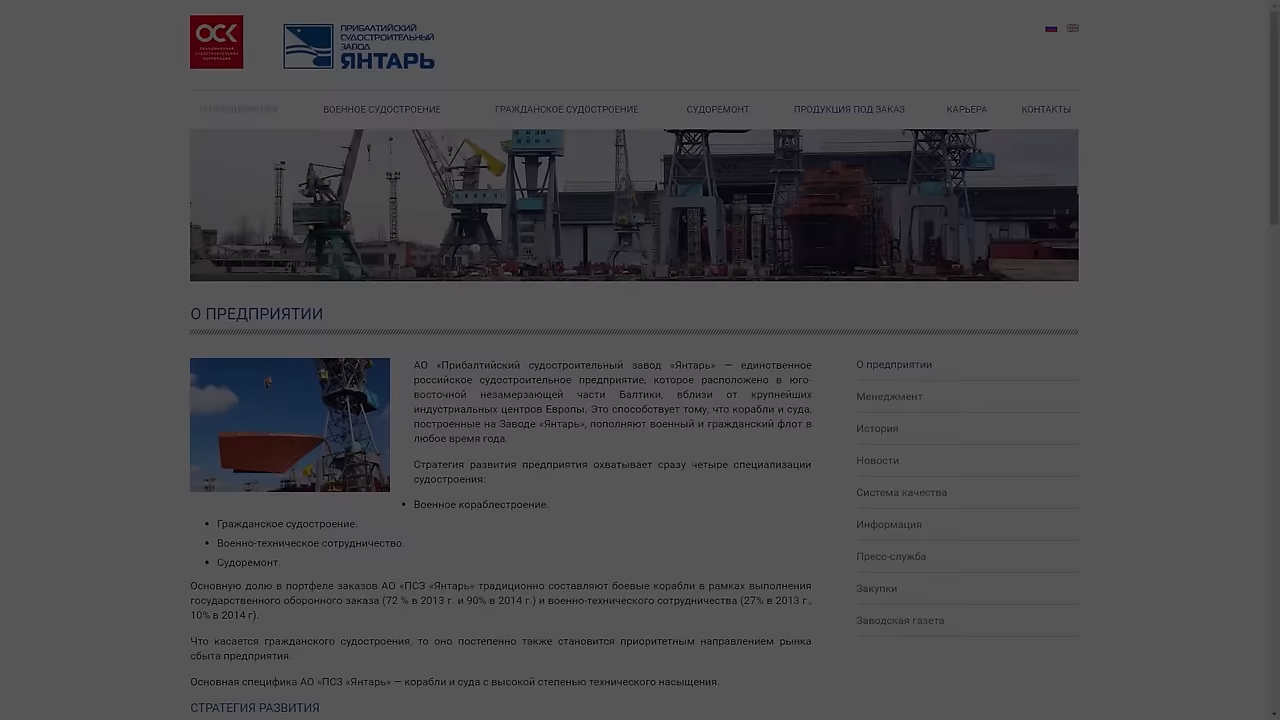 ОСК
ОБЪЕДИНЕННАЯ
СУДОСТРОИТЕЛЬНАЯ
КОРПОРАЦИЯ
ПРИБАЛТИЙСКИЙ
СУДОСТРОИТЕЛЬНЫЙ
ЗАВОД
ЯНТАРЬ
О ПРЕДПРИЯТИИ ВОЕННОЕ СУДОСТРОЕНИЕ ГРАЖДАНСКОЕ СУДОСТРОЕНИЕ СУДОРЕМОНТ ПРОДУКЦИЯ ПОД ЗАКАЗ КАРЬЕРА КОНТАКТЫ
О ПРЕДПРИЯТИИ
АО «Прибалтийский судостроительный завод «Янтарь» — единственное
российское судостроительное предприятие, которое расположено в юго-
восточной незамерзающей части Балтики, вблизи от крупнейших
индустриальных центров Европы. Это способствует тому, что корабли и суда,
построенные на Заводе «Янтарь», пополняют военный и гражданский флот в
любое время года.
Стратегия развития предприятия охватывает сразу четыре специализации
судостроения:
• Военное кораблестроение.
• Гражданское судостроение.
• Военно-техническое сотрудничество.
• Судоремонт.
Основную долю в портфеле заказов АО «ПСЗ «Янтарь» традиционно составляют боевые корабли в рамках выполнения
государственного оборонного заказа (72 % в 2013 г. и 90% в 2014 г.) и военно-технического сотрудничества (27% в 2013 г.,
10% в 2014 г).
Что касается гражданского судостроения, то оно постепенно также становится приоритетным направлением рынка
сбыта предприятия.
Основная специфика АО «ПСЗ «Янтарь» — корабли и суда с высокой степенью технического насыщения.
СТРАТЕГИЯ РАЗВИТИЯ
О предприятии
Менеджмент
История
Новости
Система качества
Информация
Пресс-служба
Закупки
Заводская газета